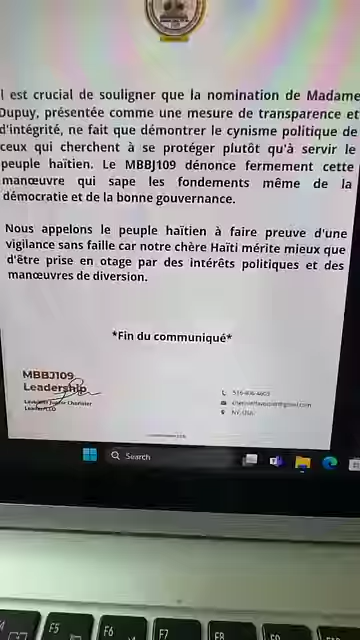 l est crucial de souligner que la nomination de Madame
Dupuy, présentée comme une mesure de transparence et
d'intégrité, ne fait que démontrer le cynisme politique de
ceux qui cherchent à se protéger plutôt qu'à servir le
peuple haïtien. Le MBBJ109 dénonce fermement cette
manœuvre qui sape les fondements même de la
démocratie et de la bonne gouvernance.
Nous appelons le peuple haïtien à faire preuve d'une
vigilance sans faille car notre chère Haïti mérite mieux que
d'être prise en otage par des intérêts politiques et des
manœuvres de diversion.
*Fin du communiqué*
MBBJ109
Leadership
Leader/CEO
NY, USA
Search
F5
F6
F7
F8
F9